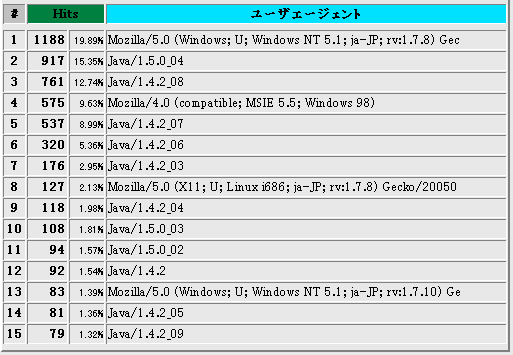 # Hits ユーザエージェント
1 1188 19.89% Mozilla/5.0 (Windows; U; Windows NT 5.1; ja-JP; rv:1.7.8) Gec
2 917 15.35% Java/1.5.0_04
3 761 12.74% Java/1.4.2_08
4 575 9.63% Mozilla/4.0 (compatible; MSIE 5.5; Windows 98)
5 537 8.99% Java/1.4.2_07
6 320 5.36% Java/1.4.2_06
7 176 2.95% Java/1.4.2_03
8 127 2.13% Mozilla/5.0 (X11; U; Linux i686; ja-JP; rv:1.7.8) Gecko/20050
9 118 1.98% Java/1.4.2_04
10 108 1.81% Java/1.5.0_03
11 94 1.57% Java/1.5.0_02
12 92 1.54% Java/1.4.2
13 83 1.39% Mozilla/5.0 (Windows; U; Windows NT 5.1; ja-JP; rv:1.7.10) Ge
14 81 1.36% Java/1.4.2_05
15 79 1.32% Java/1.4.2_09